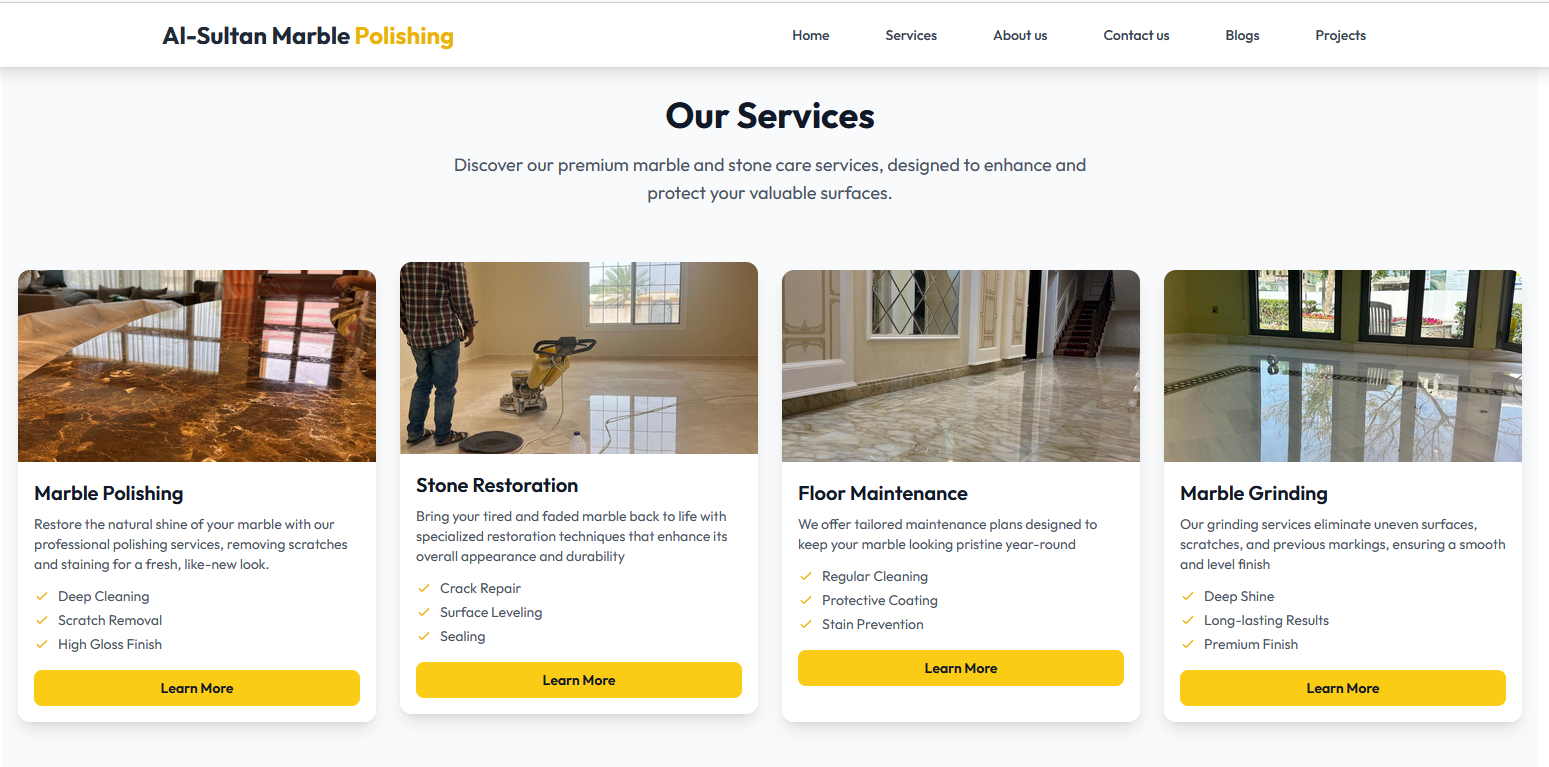 Al-Sultan Marble Polishing
Home Services About us Contact us Blogs Projects
Our Services
Discover our premium marble and stone care services, designed to enhance and
protect your valuable surfaces.
Marble Polishing
Restore the natural shine of your marble with our
professional polishing services, removing scratches
and staining for a fresh, like-new look.
Deep Cleaning
Scratch Removal
High Gloss Finish
Learn More
Stone Restoration
Bring your tired and faded marble back to life with
specialized restoration techniques that enhance its
overall appearance and durability
Crack Repair
Surface Leveling
Sealing
Learn More
Floor Maintenance
We offer tailored maintenance plans designed to
keep your marble looking pristine year-round
Regular Cleaning
Protective Coating
Stain Prevention
Learn More
Marble Grinding
Our grinding services eliminate uneven surfaces,
scratches, and previous markings, ensuring a smooth
and level finish
Deep Shine
Long-lasting Results
Premium Finish
Learn More